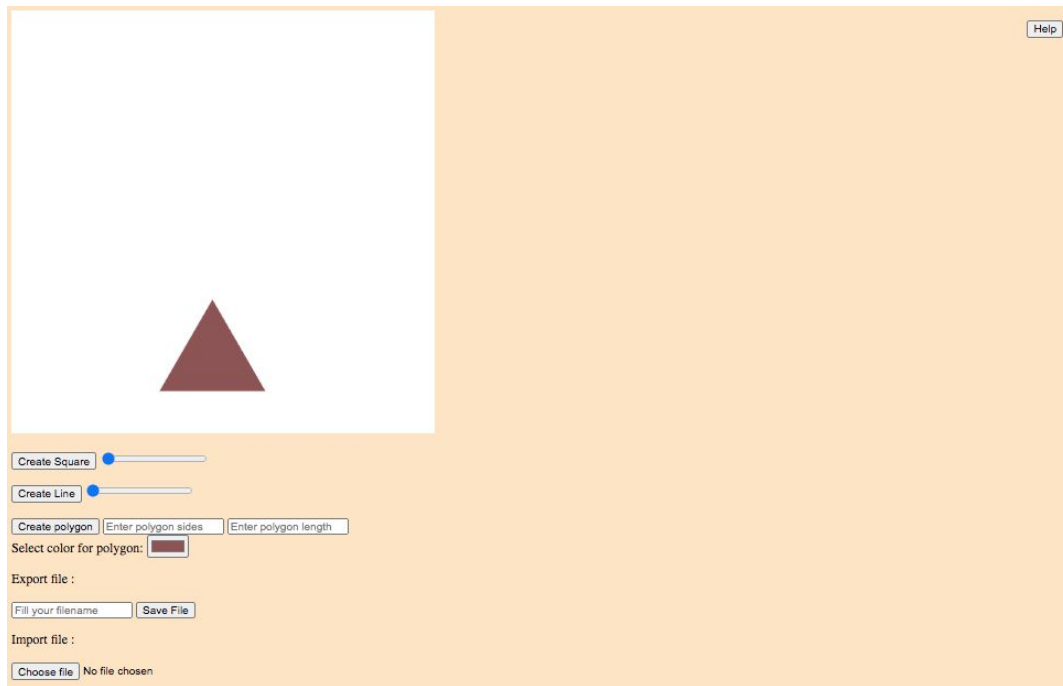 Help
Create Square
Create Line
Create polygon Enter polygon sides Enter polygon length
Select color for polygon:
Export file :
Fill your filename Save File
Import file :
Choose file No file chosen